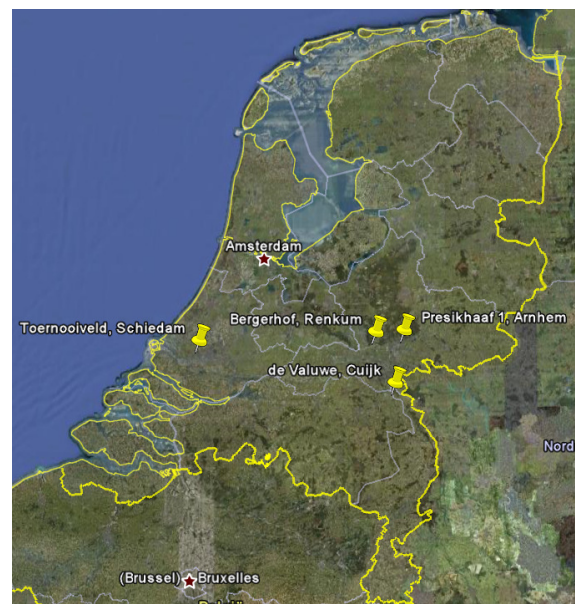 Amsterdam
Toernooiveld, Schiedam
Bergerhof, Renkum
Presikhaaf 1, Arnhem
de Valuwe, Cuijk
Nord
(Brussel)
Bruxelles